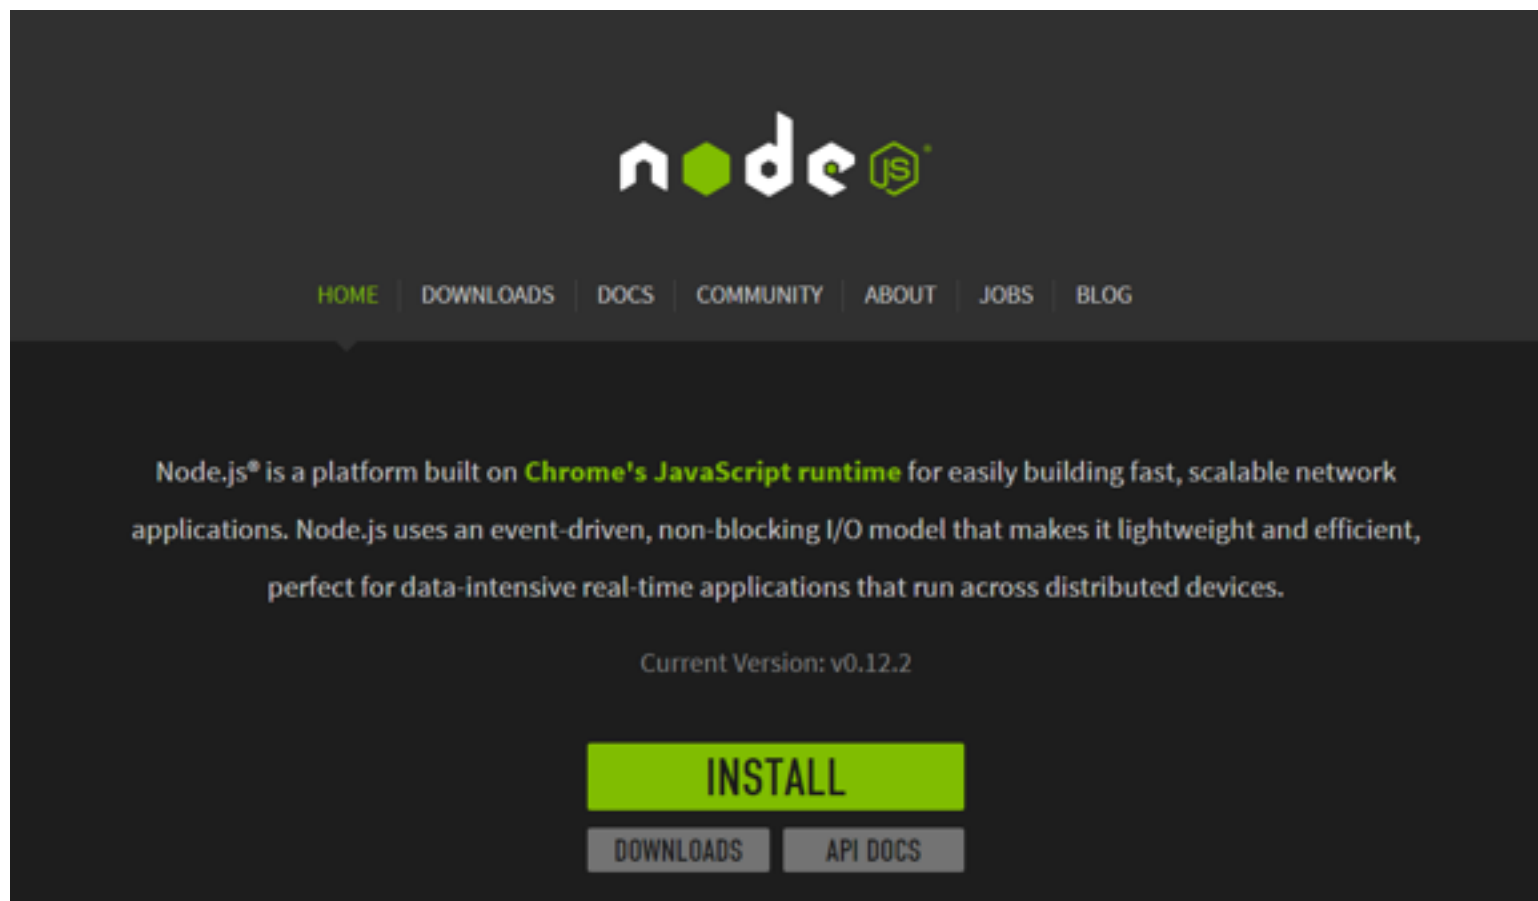 node JS®
HOME DOWNLOADS DOCS COMMUNITY ABOUT JOBS BLOG
Node.js® is a platform built on Chrome's JavaScript runtime for easily building fast, scalable network
applications. Node.js uses an event-driven, non-blocking I/O model that makes it lightweight and efficient,
perfect for data-intensive real-time applications that run across distributed devices.
Current Version: v0.12.2
INSTALL
DOWNLOADS API DOCS